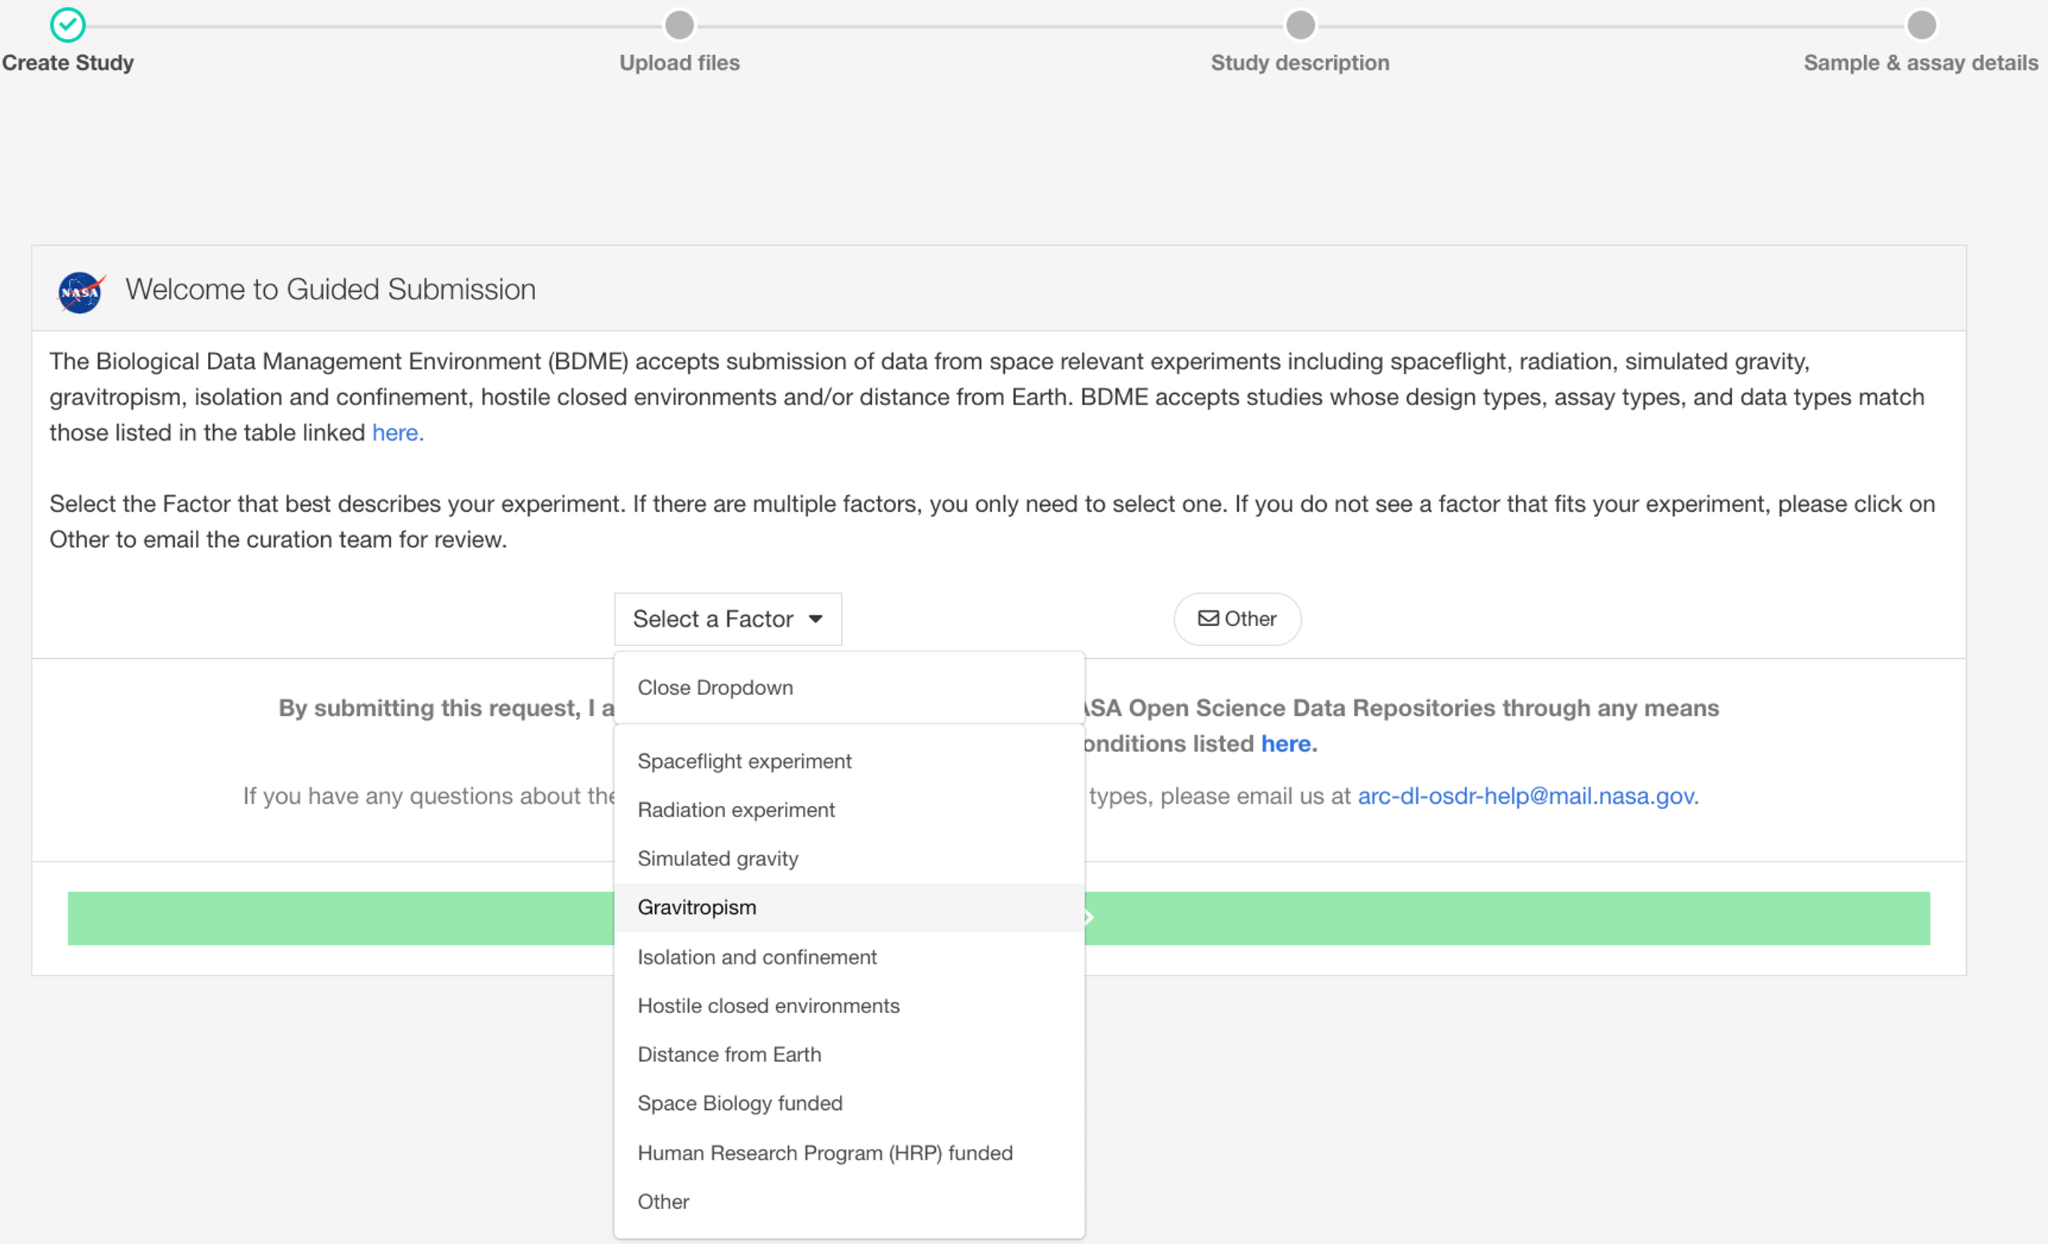 Create Study
Upload files
Study description
Sample & assay details
NASA
Welcome to Guided Submission
The Biological Data Management Environment (BDME) accepts submission of data from space relevant experiments including spaceflight, radiation, simulated gravity,
gravitropism, isolation and confinement, hostile closed environments and/or distance from Earth. BDME accepts studies whose design types, assay types, and data types match
those listed in the table linked here.
Select the Factor that best describes your experiment. If there are multiple factors, you only need to select one. If you do not see a factor that fits your experiment, please click on
Other to email the curation team for review.
Select a Factor
Other
Close Dropdown
By submitting this request, I
Open Science Data Repositories through any means
listed here.
If you have any questions about
types, please email us at arc-dl-osdr-help@mail.nasa.gov.
Spaceflight experiment
Radiation experiment
Simulated gravity
Gravitropism
Isolation and confinement
Hostile closed environments
Distance from Earth
Space Biology funded
Human Research Program (HRP) funded
Other